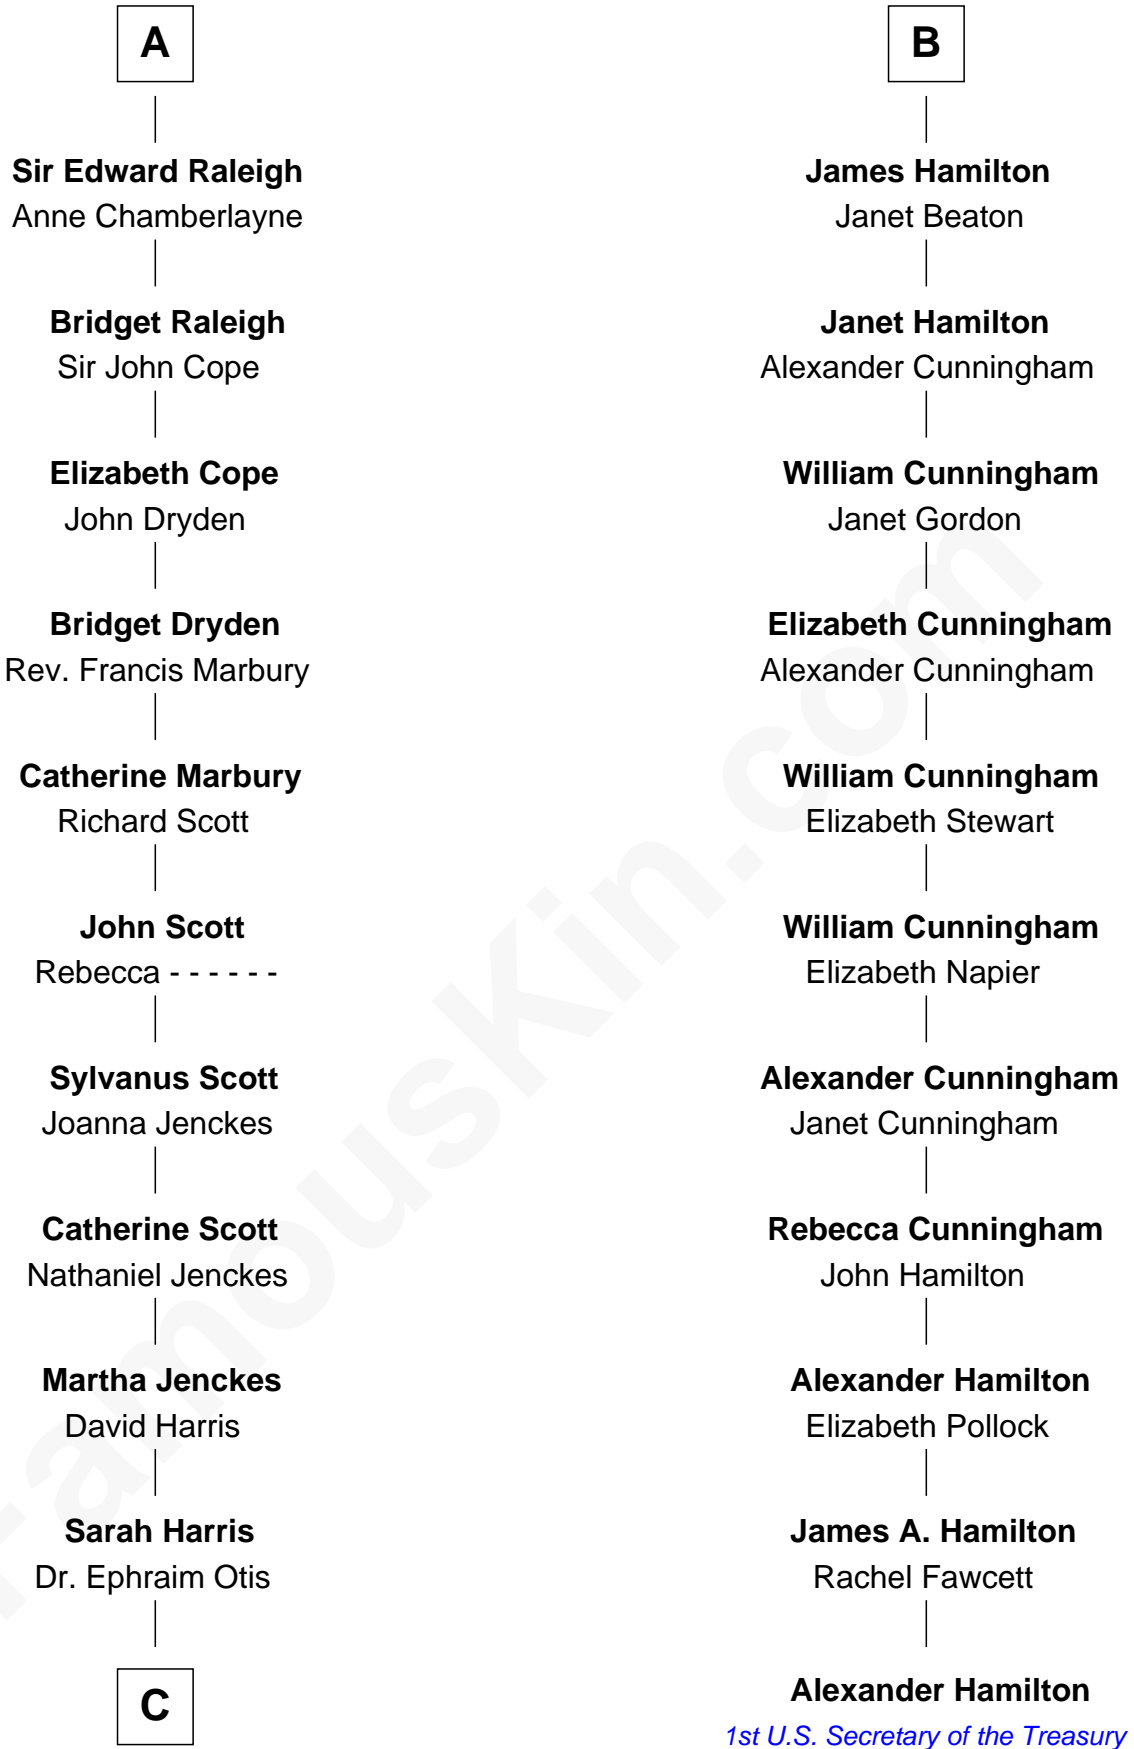 A
Sir Edward Raleigh
Anne Chamberlayne
Bridget Raleigh
Sir John Cope
Elizabeth Cope
John Dryden
Bridget Dryden
Rev. Francis Marbury
Catherine Marbury
Richard Scott
John Scott
Rebecca - - - - - -
Sylvanus Scott
Joanna Jenckes
Catherine Scott
Nathaniel Jenckes
Martha Jenckes
David Harris
Sarah Harris
Dr. Ephraim Otis
C
B
James Hamilton
Janet Beaton
Janet Hamilton
Alexander Cunningham
William Cunningham
Janet Gordon
Elizabeth Cunningham
Alexander Cunningham
William Cunningham
Elizabeth Stewart
William Cunningham
Elizabeth Napier
Alexander Cunningham
Janet Cunningham
Rebecca Cunningham
John Hamilton
Alexander Hamilton
Elizabeth Pollock
James A. Hamilton
Rachel Fawcett
Alexander Hamilton
1st U.S. Secretary of the Treasury
FamousKin.com